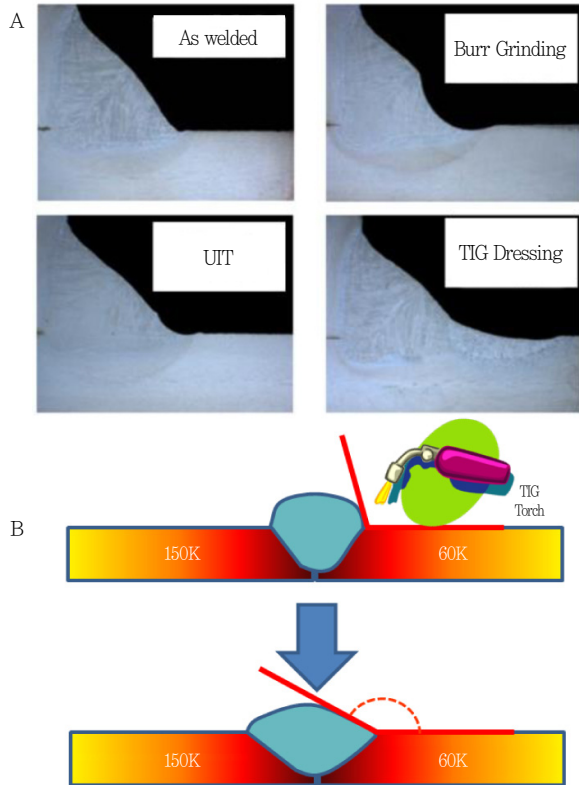 A
As welded
Burr Grinding
UIT
TIG Dressing
B
TIG
Torch
150K
60K
150K
60K